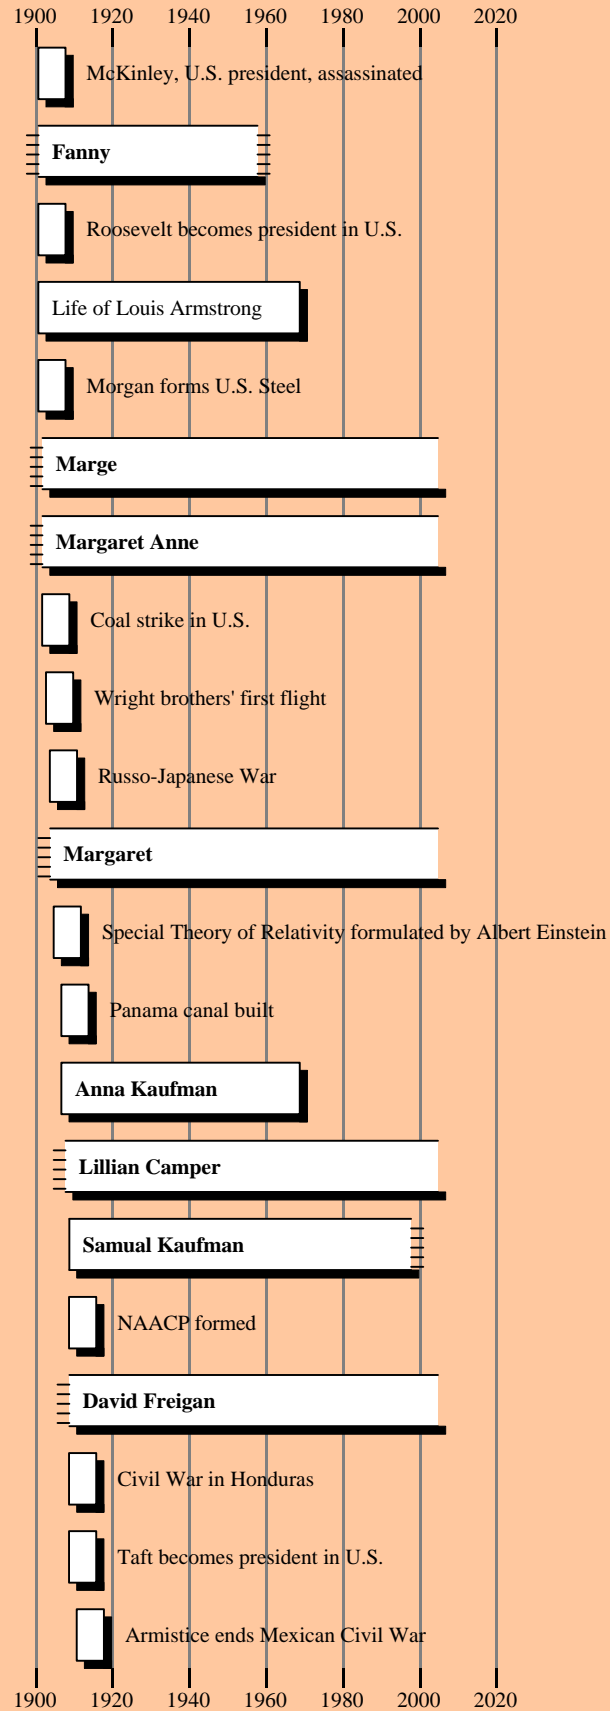 1900 1920 1940 1960 1980 2000 2020
McKinley, U.S. president, assassinated
Fanny
Roosevelt becomes president in U.S.
Life of Louis Armstrong
Morgan forms U.S. Steel
Marge
Margaret Anne
Coal strike in U.S.
Wright brothers' first flight
Russo-Japanese War
Margaret
Special Theory of Relativity formulated by Albert Einstein
Panama canal built
Anna Kaufman
Lillian Camper
Samual Kaufman
NAACP formed
David Freigan
Civil War in Honduras
Taft becomes president in U.S.
Armistice ends Mexican Civil War
1900 1920 1940 1960 1980 2000 2020